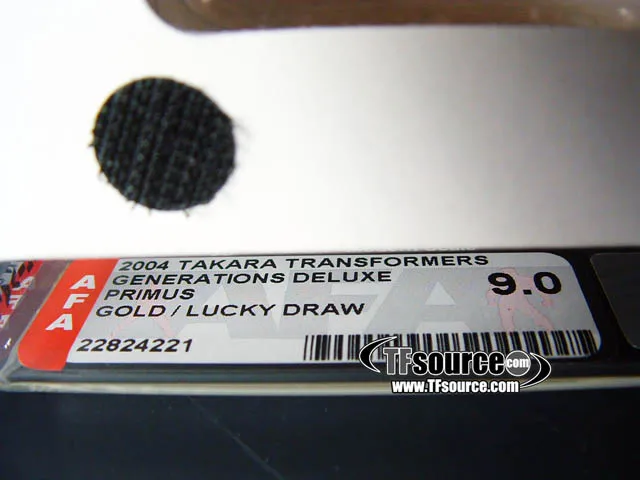 2004 TAKARA TRANSFORMERS
GENERATIONS DELUXE
PRIMUS
GOLD / LUCKY DRAW
9.0
AFA
22824221
TFsource.com
www.TFsource.com